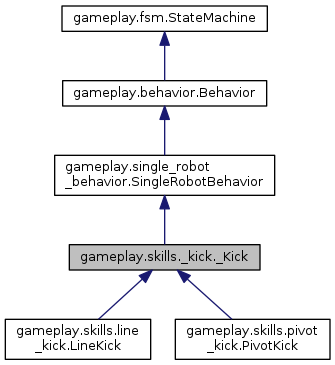 gameplay.fsm.StateMachine
gameplay.behavior.Behavior
gameplay.single_robot
_behavior.SingleRobotBehavior
gameplay.skills._kick._Kick
gameplay.skills.line
_kick.LineKick
gameplay.skills.pivot
_kick.PivotKick